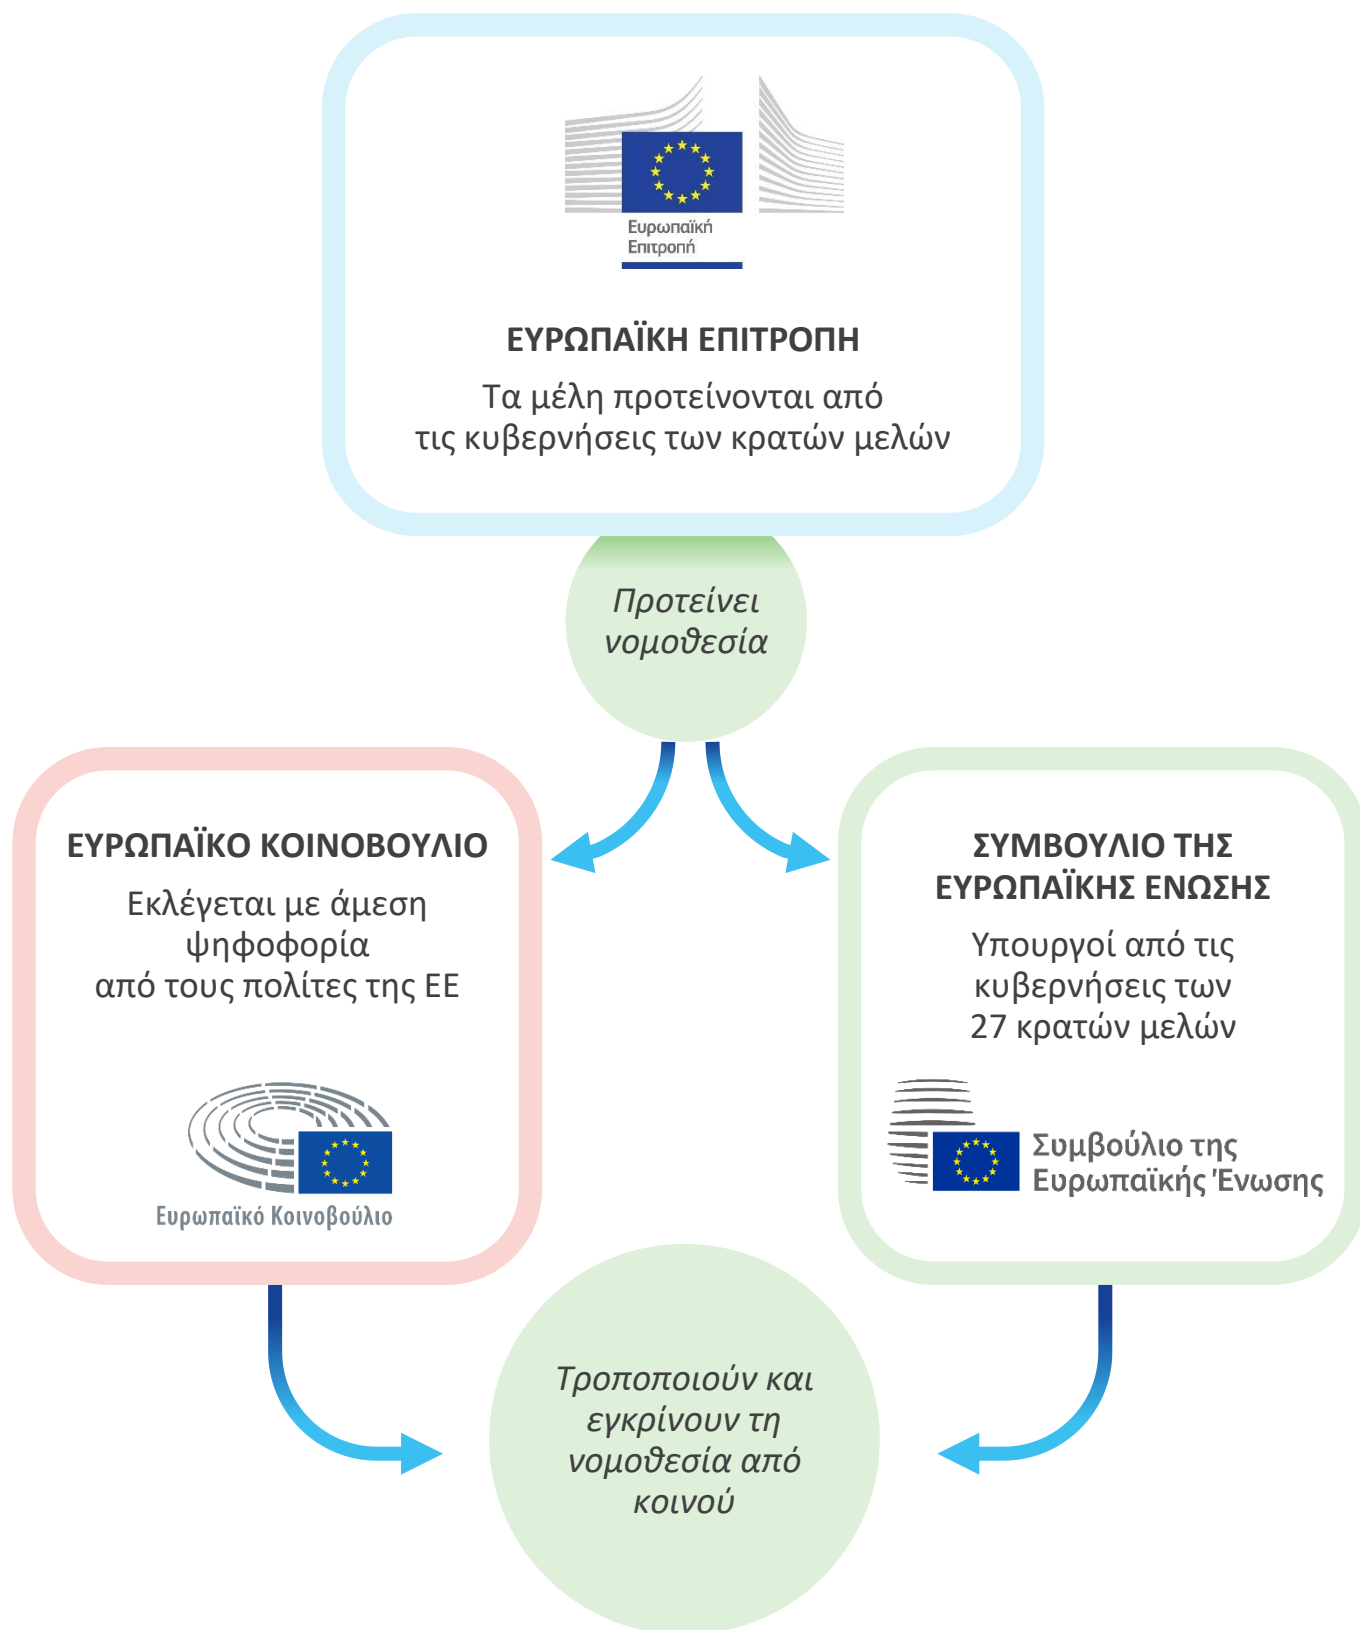 Ευρωπαϊκή
Επιτροπή
ΕΥΡΩΠΑΪΚΗ ΕΠΙΤΡΟΠΗ
Τα μέλη προτείνονται από
τις κυβερνήσεις των κρατών μελών
Προτείνει
νομοθεσία
ΕΥΡΩΠΑΪΚΟ ΚΟΙΝΟΒΟΥΛΙΟ
Εκλέγεται με άμεση
ψηφοφορία
από τους πολίτες της ΕΕ
Ευρωπαϊκό Κοινοβούλιο
ΣΥΜΒΟΥΛΙΟ ΤΗΣ
ΕΥΡΩΠΑΪΚΗΣ ΕΝΩΣΗΣ
Υπουργοί από τις
κυβερνήσεις των
27 κρατών μελών
Συμβούλιο της
Ευρωπαϊκής Ένωσης
Τροποποιούν και
εγκρίνουν τη
νομοθεσία από
κοινού